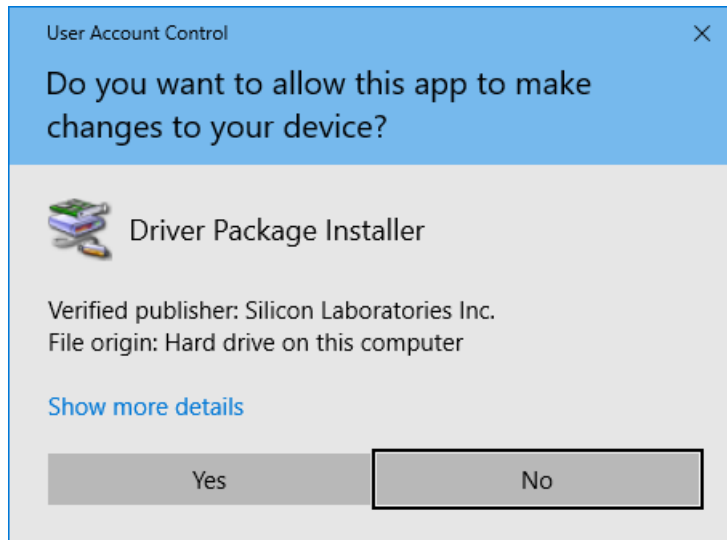 User Account Control
Do you want to allow this app to make
changes to your device?
Driver Package Installer
Verified publisher: Silicon Laboratories Inc.
File origin: Hard drive on this computer
Show more details
Yes
No